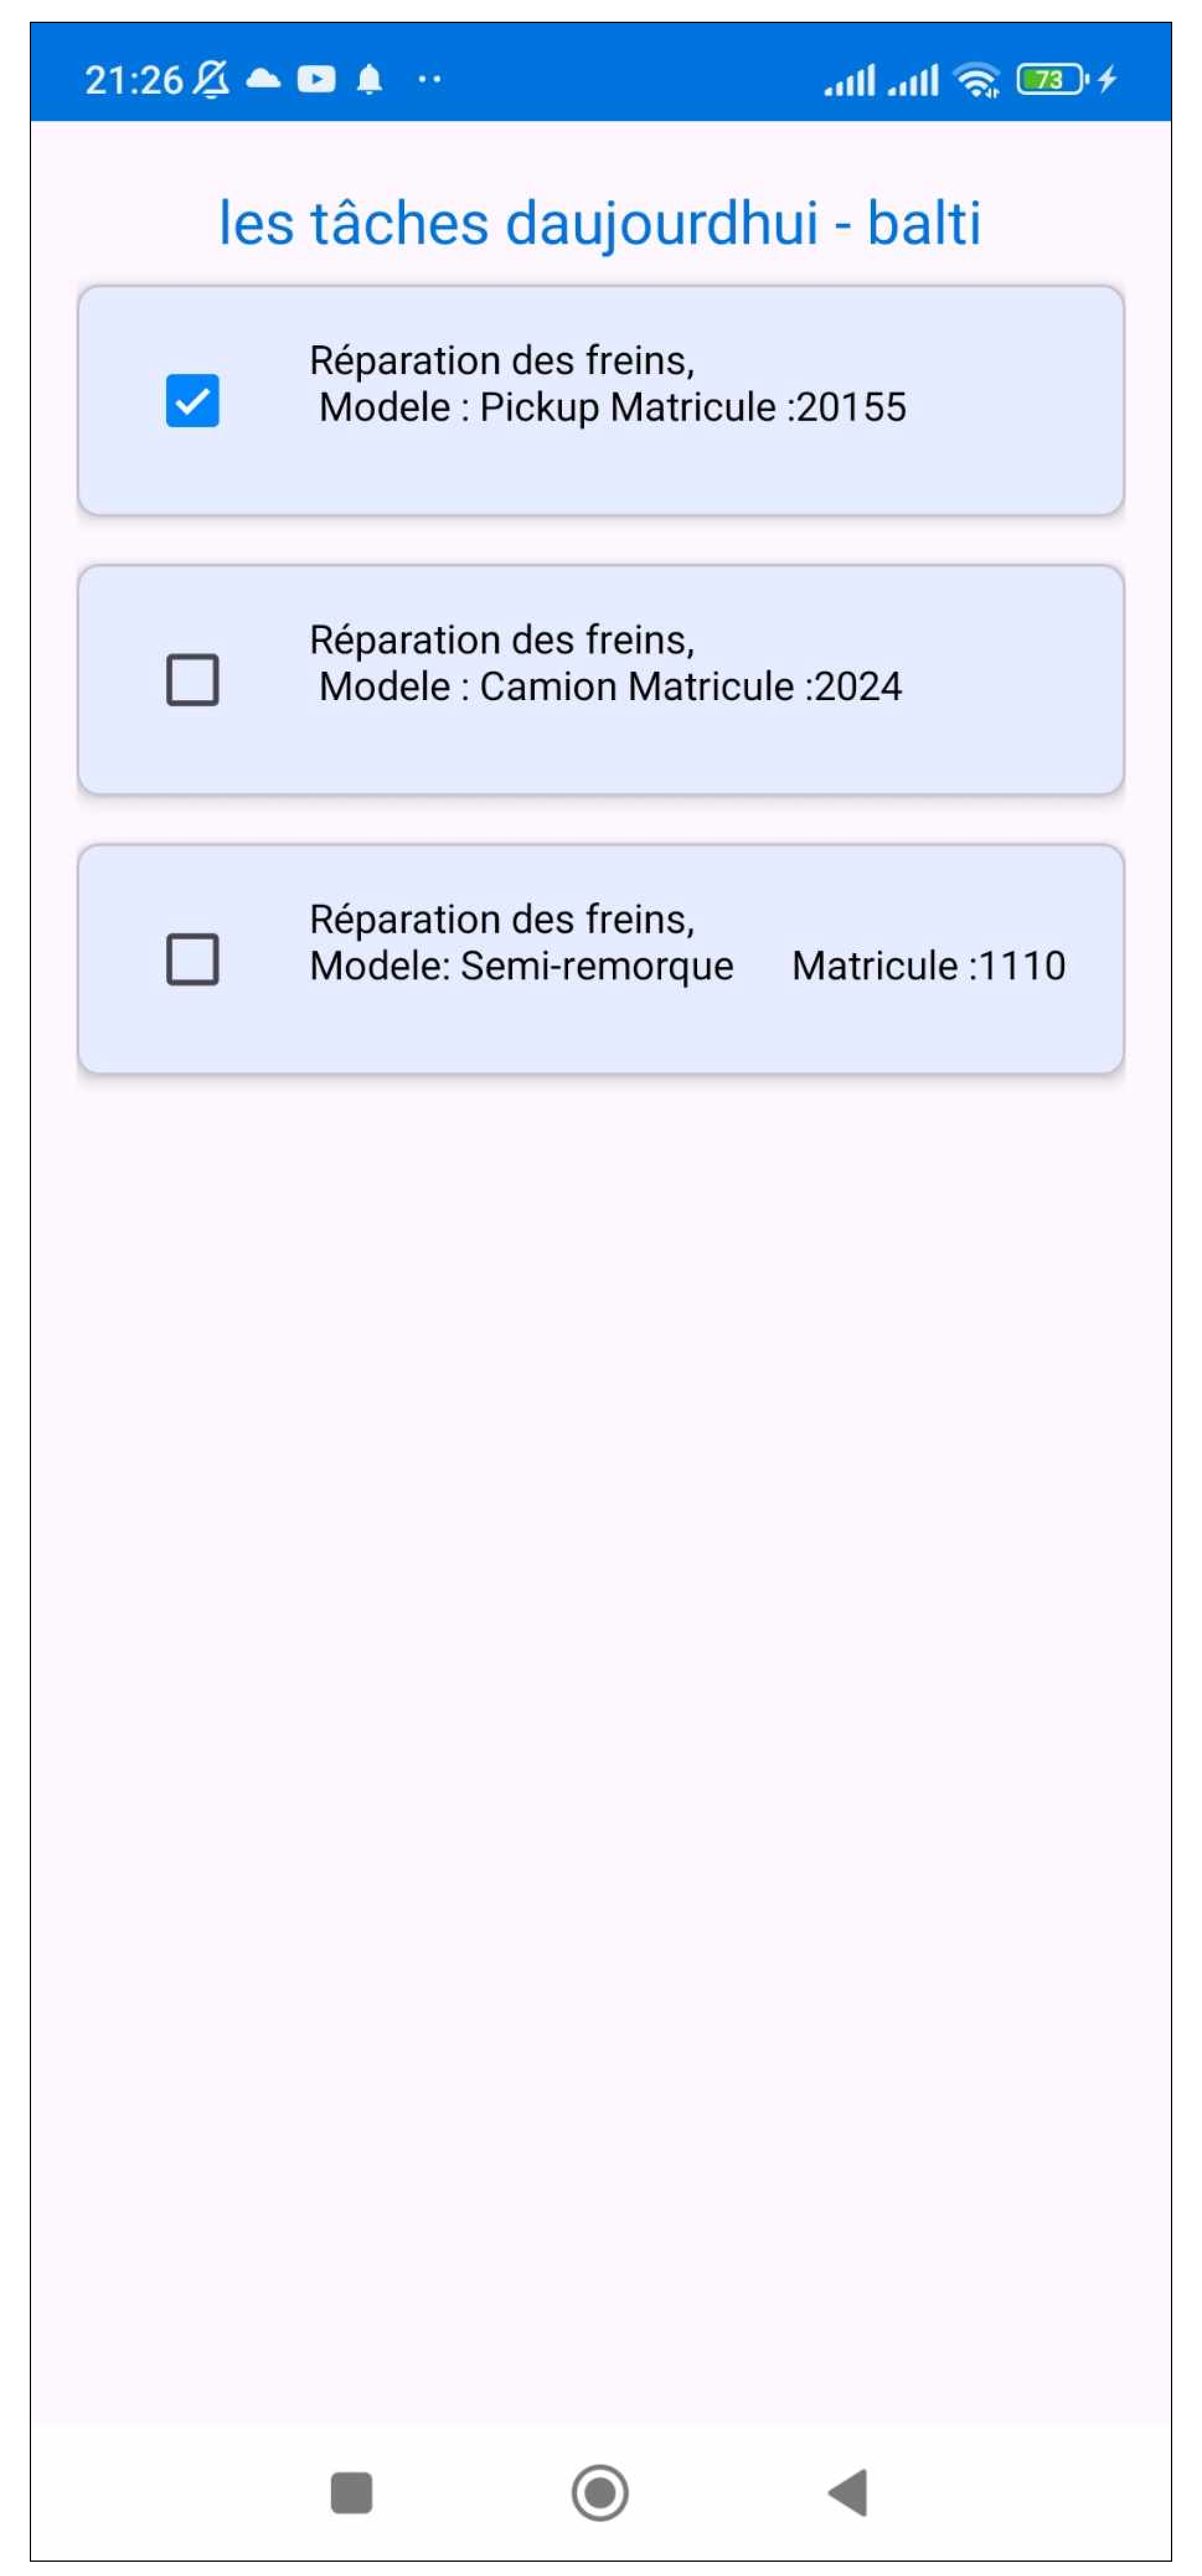 21:26
73
les tâches daujourdhui - balti
Réparation des freins,
Modele : Pickup Matricule :20155
Réparation des freins,
Modele : Camion Matricule :2024
Réparation des freins,
Modele: Semi-remorque Matricule :1110